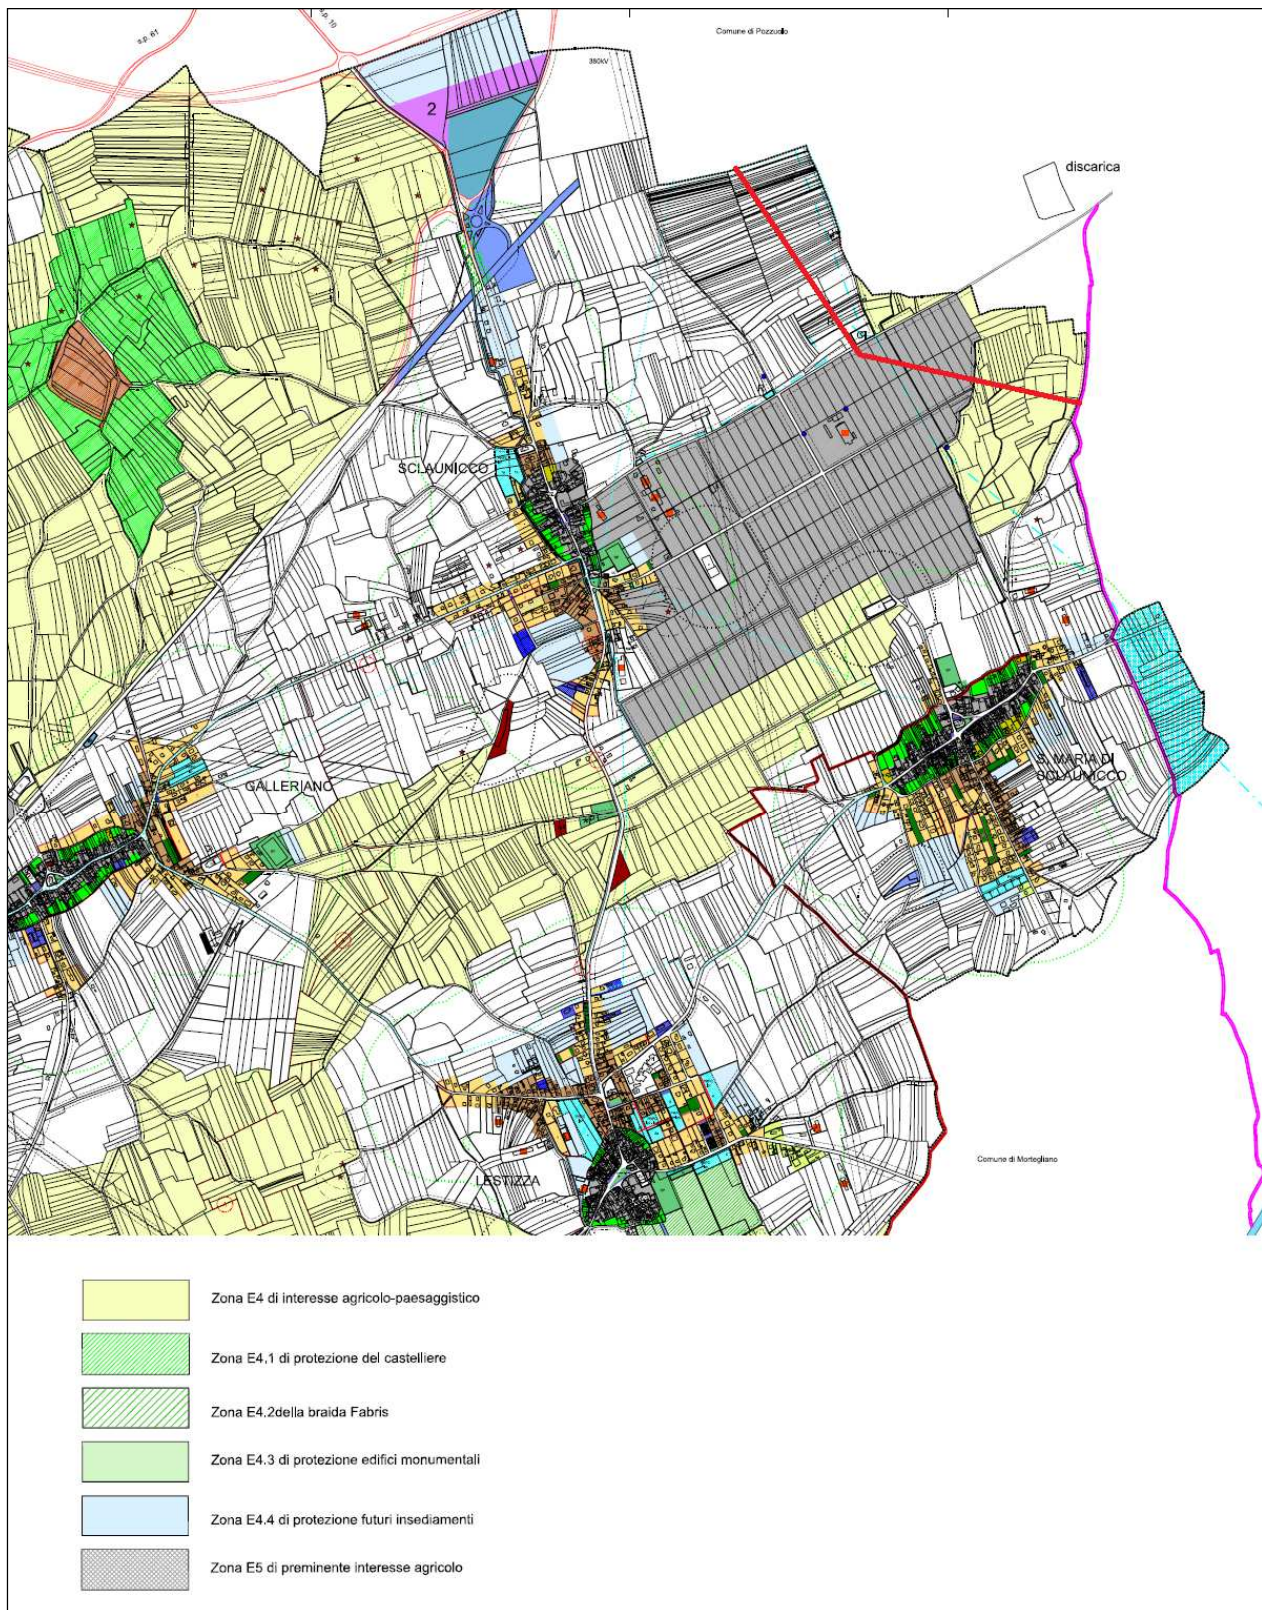 s.p. 61
s.p. 10
Comune di Pozzuolo
380kV
2
discarica
SCLAUNICCO
GALLERIANO
S. MARIA DI
SCLAUNICCO
Comune di Mortegliano
LESTIZZA
Zona E4 di interesse agricolo-paesaggistico
Zona E4.1 di protezione del castelliere
Zona E4.2della braida Fabris
Zona E4.3 di protezione edifici monumentali
Zona E4.4 di protezione futuri insediamenti
Zona E5 di preminente interesse agricolo